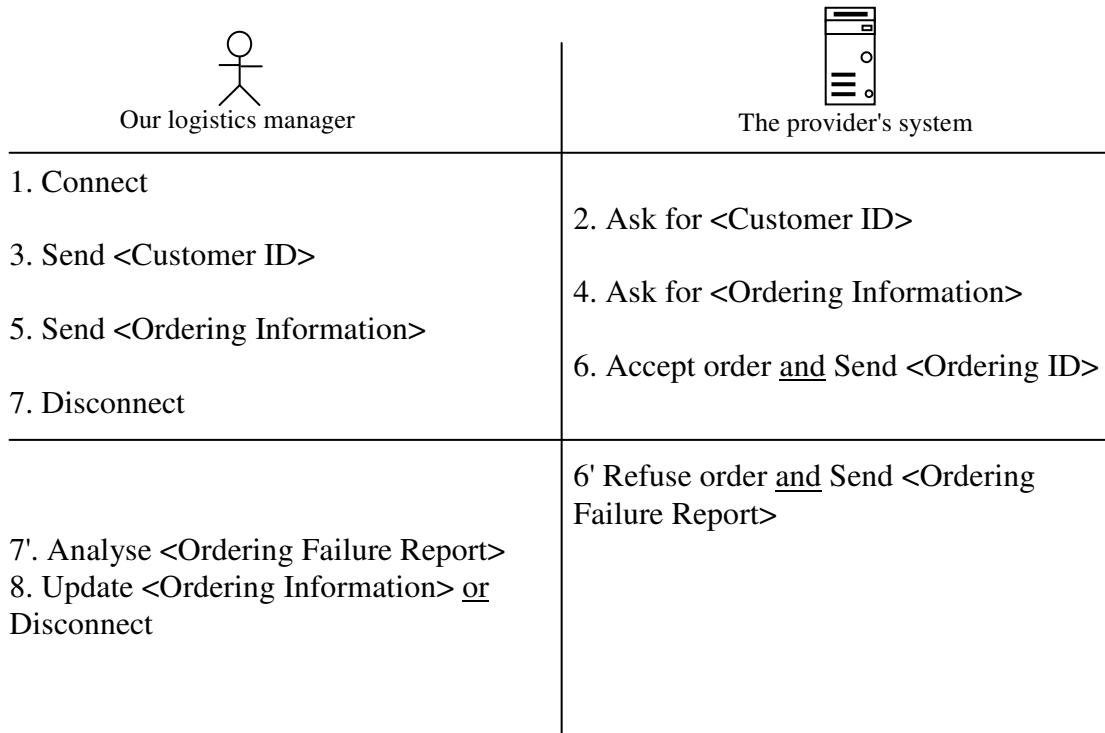 Our logistics manager
The provider's system
1. Connect
2. Ask for <Customer ID>
3. Send <Customer ID>
4. Ask for <Ordering Information>
5. Send <Ordering Information>
6. Accept order and Send <Ordering ID>
7. Disconnect
6' Refuse order and Send <Ordering
Failure Report>
7'. Analyse <Ordering Failure Report>
8. Update <Ordering Information> or
Disconnect